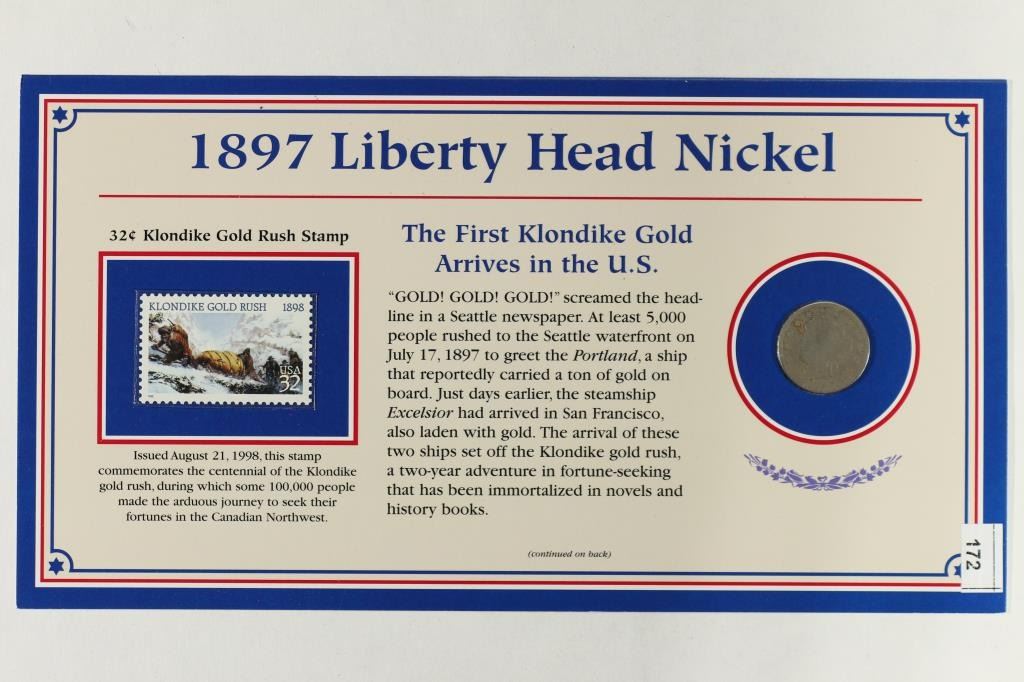 1897 Liberty Head Nickel
32¢ Klondike Gold Rush Stamp
KLONDIKE GOLD RUSH 1898
USA
32
Issued August 21, 1998, this stamp
commemorates the centennial of the Klondike
gold rush, during which some 100,000 people
made the arduous journey to seek their
fortunes in the Canadian Northwest.
The First Klondike Gold
Arrives in the U.S.
“GOLD! GOLD! GOLD!” screamed the head-
line in a Seattle newspaper. At least 5,000
people rushed to the Seattle waterfront on
July 17, 1897 to greet the Portland, a ship
that reportedly carried a ton of gold on
board. Just days earlier, the steamship
Excelsior had arrived in San Francisco,
also laden with gold. The arrival of these
two ships set off the Klondike gold rush,
a two-year adventure in fortune-seeking
that has been immortalized in novels and
history books.
(continued on back)
172